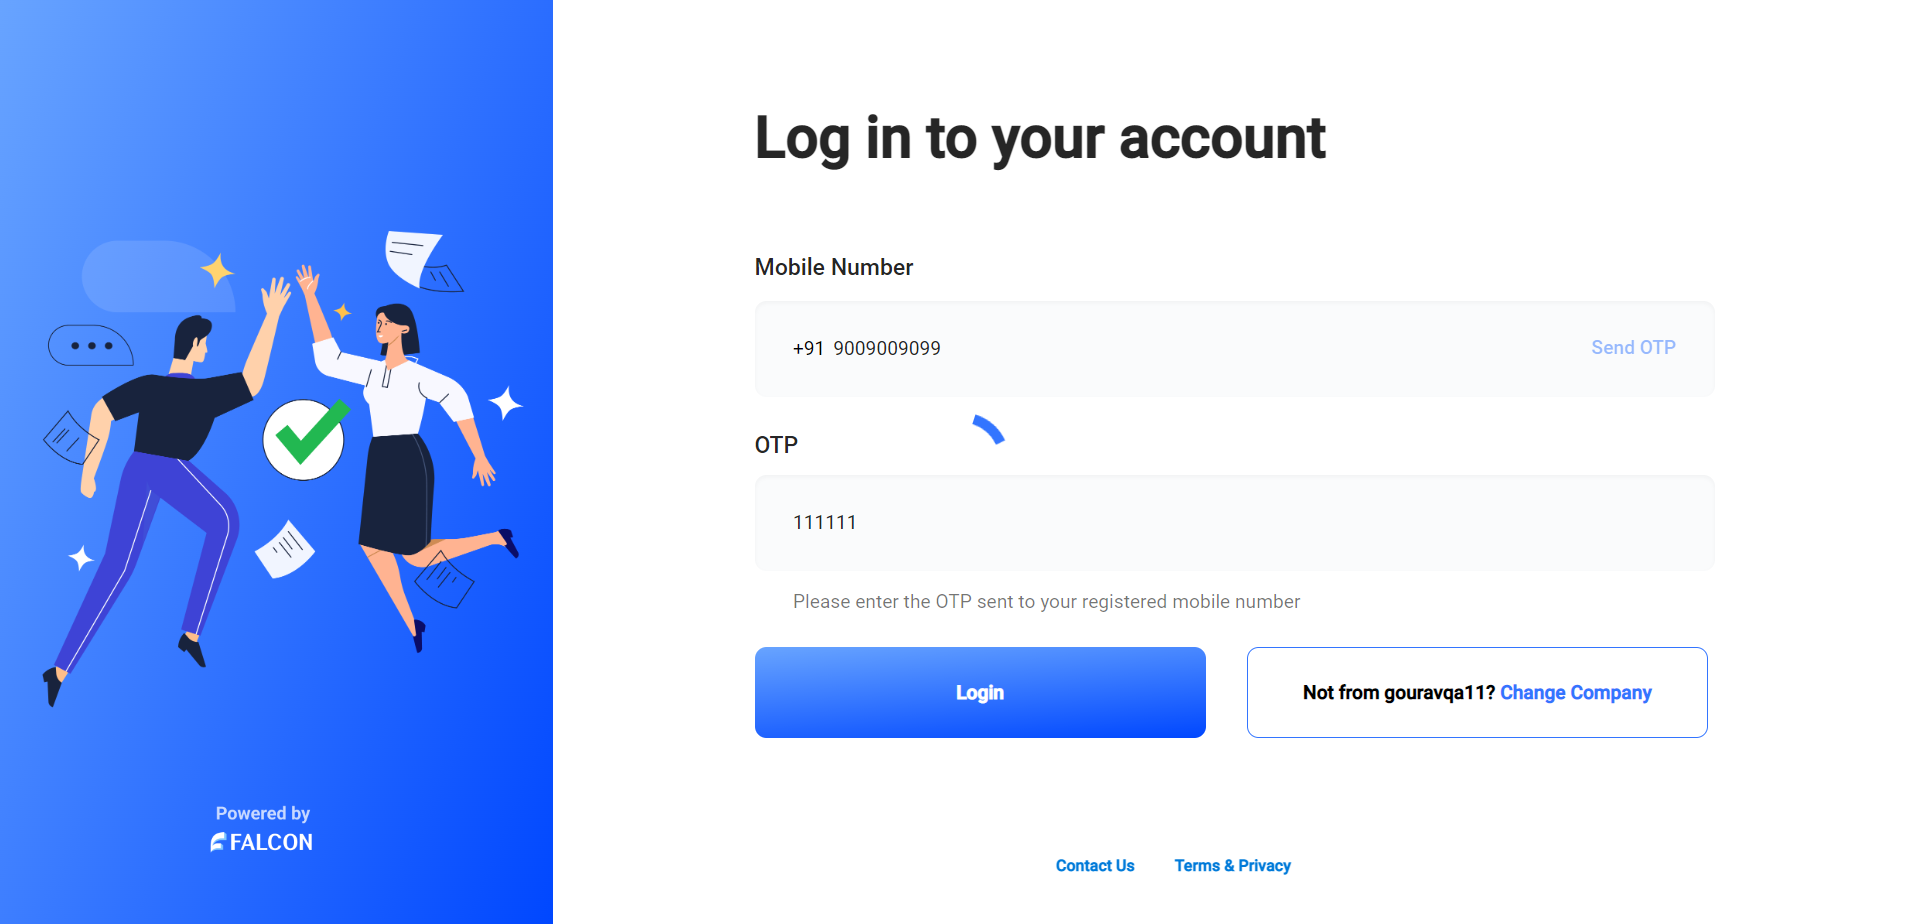 Log in to your account
Mobile Number
+91 9009009099 Send OTP
OTP
111111
Please enter the OTP sent to your registered mobile number
Login
Not from gouravqa11? Change Company
Powered by
FALCON
Contact Us Terms & Privacy